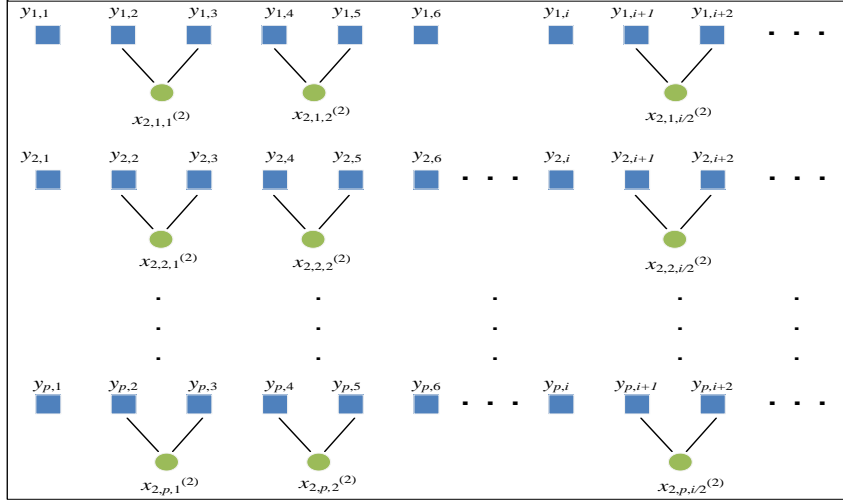 y₁,₁ y₁,₂ y₁,₃ y₁,₄ y₁,₅ y₁,₆ y₁,ᵢ y₁,ᵢ₊₁ y₁,ᵢ₊₂ . . .
x₂,₁,₁⁽²⁾ x₂,₁,₂⁽²⁾ x₂,₁,ᵢ/₂⁽²⁾
y₂,₁ y₂,₂ y₂,₃ y₂,₄ y₂,₅ y₂,₆ . . . y₂,ᵢ y₂,ᵢ₊₁ y₂,ᵢ₊₂ . . .
x₂,₂,₁⁽²⁾ x₂,₂,₂⁽²⁾ x₂,₂,ᵢ/₂⁽²⁾
yₚ,₁ yₚ,₂ yₚ,₃ yₚ,₄ yₚ,₅ yₚ,₆ . . . yₚ,ᵢ yₚ,ᵢ₊₁ yₚ,ᵢ₊₂ . . .
x₂,ₚ,₁⁽²⁾ x₂,ₚ,₂⁽²⁾ x₂,ₚ,ᵢ/₂⁽²⁾